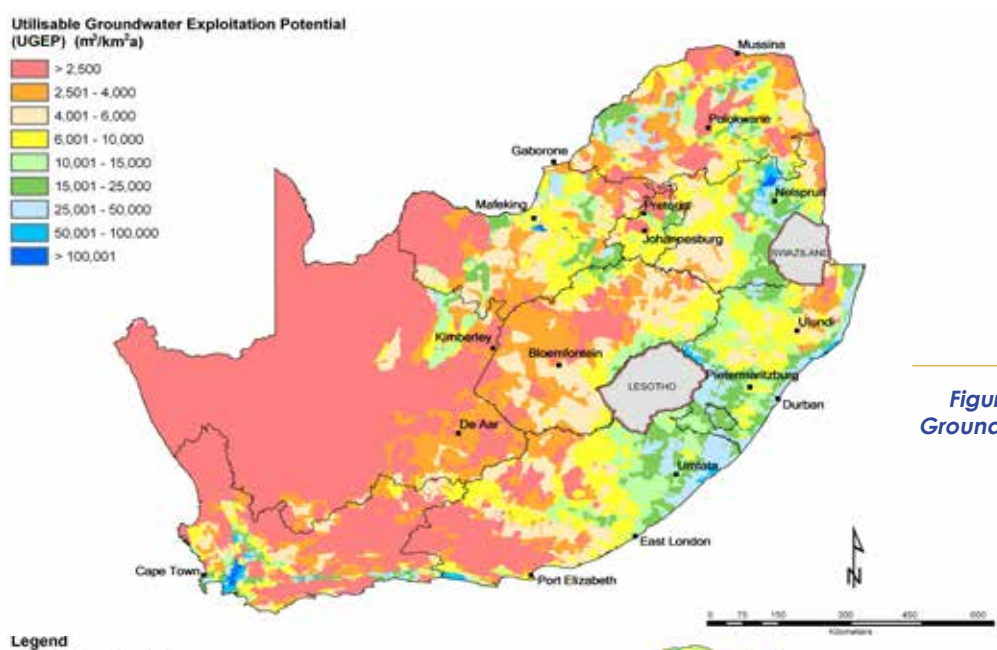 Utilisable Groundwater Exploitation Potential
(UGEP) (m³/km²a)
> 2,500
2.501 - 4,000
4.001 - 6,000
6,001 - 10,000
10,001 - 15,000
15,001 - 25,000
25,001 - 50,000
50,001 - 100.000
> 100,001
Mussina
Polokwane
Gaborone
Nelspruit
Mafeking
Pretoria
Johannesburg
SWAZILAND
Ulundi
Kimberley
Bloemfontein
LESOTHO
Pietermaritzburg
Durban
Figur
Ground
De Aar
Umtata
East London
Cape Town
Port Elizabeth
N
0 75 150 300 450 600
Kilometers
Legend